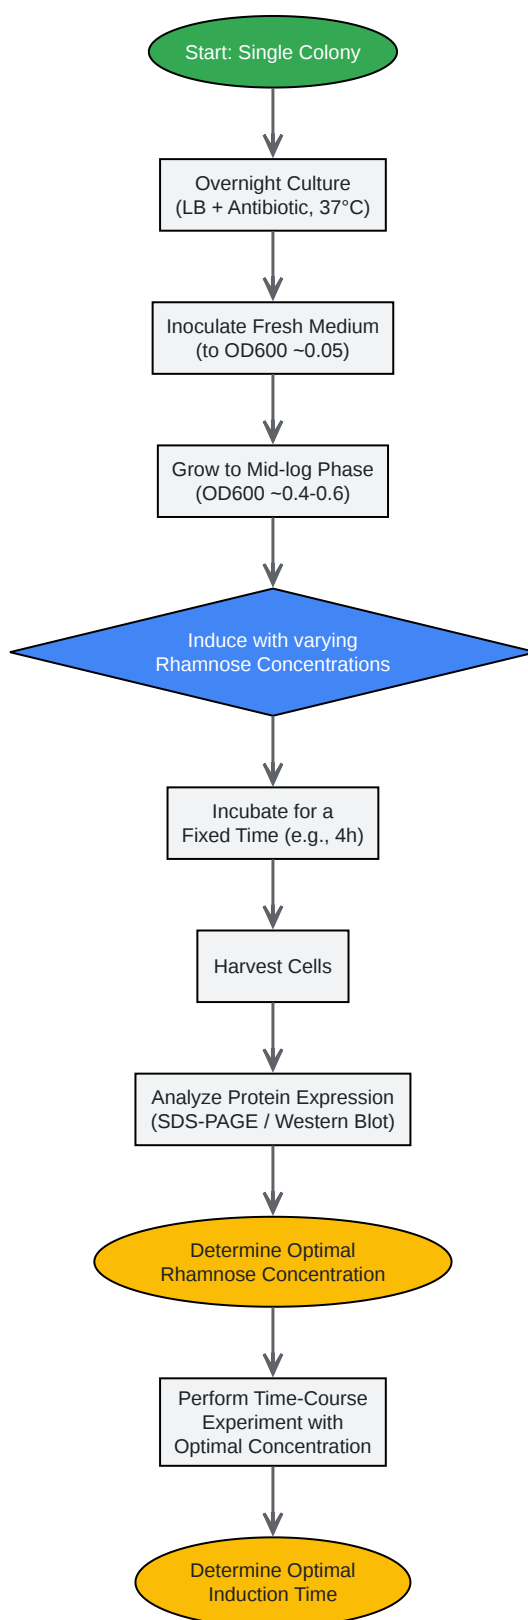 Start: Single Colony
Overnight Culture
(LB + Antibiotic, 37°C)
Inoculate Fresh Medium
(to OD600 ~0.05)
Grow to Mid-log Phase
(OD600 ~0.4-0.6)
Induce with varying
Rhamnose Concentrations
Incubate for a
Fixed Time (e.g., 4h)
Harvest Cells
Analyze Protein Expression
(SDS-PAGE / Western Blot)
Determine Optimal
Rhamnose Concentration
Perform Time-Course
Experiment with
Optimal Concentration
Determine Optimal
Induction Time